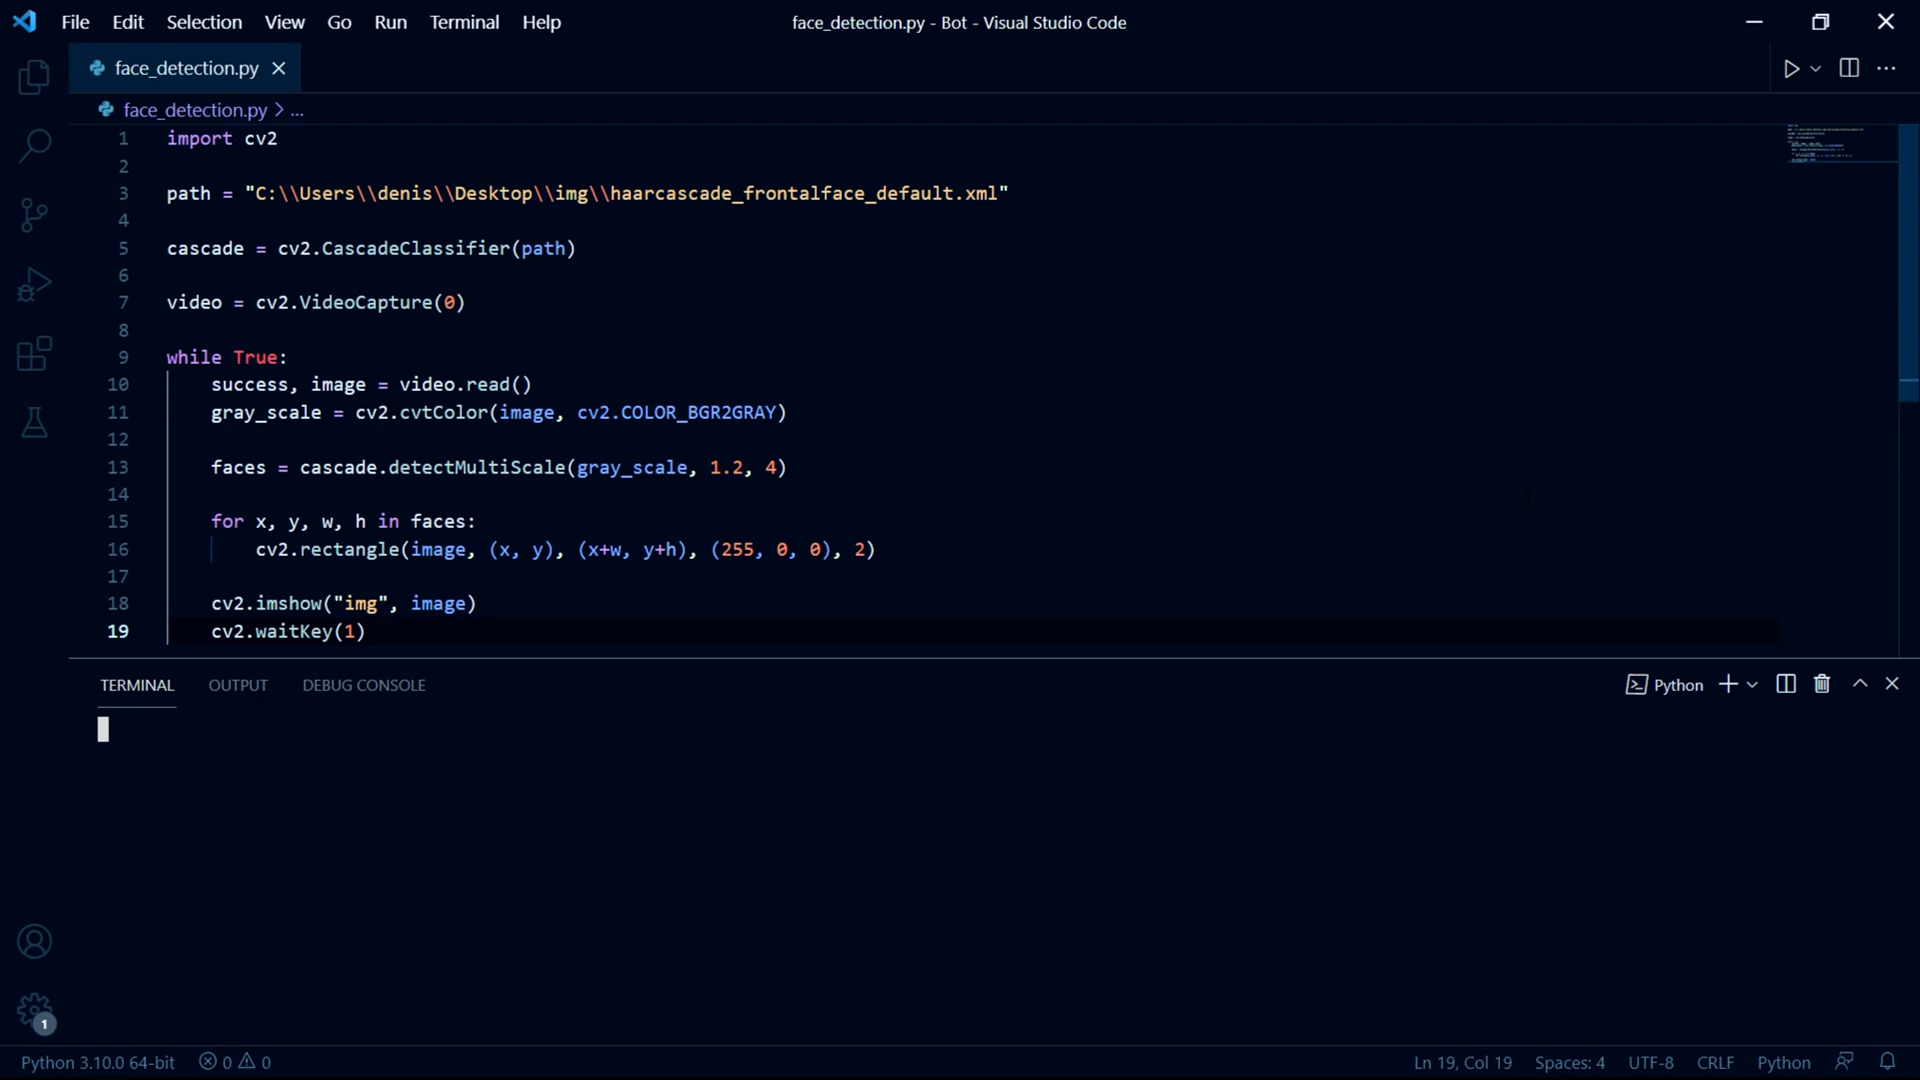 File Edit Selection View Go Run Terminal Help face_detection.py - Bot - Visual Studio Code
face_detection.py
face_detection.py > ...
1 import cv2
2
3 path = "C:\\Users\\denis\\Desktop\\img\\haarcascade_frontalface_default.xml"
4
5 cascade = cv2.CascadeClassifier(path)
6
7 video = cv2.VideoCapture(0)
8
9 while True:
10 success, image = video.read()
11 gray_scale = cv2.cvtColor(image, cv2.COLOR_BGR2GRAY)
12
13 faces = cascade.detectMultiScale(gray_scale, 1.2, 4)
14
15 for x, y, w, h in faces:
16 cv2.rectangle(image, (x, y), (x+w, y+h), (255, 0, 0), 2)
17
18 cv2.imshow("img", image)
19 cv2.waitKey(1)
TERMINAL OUTPUT DEBUG CONSOLE Python
1
Python 3.10.0 64-bit 0 0 Ln 19, Col 19 Spaces: 4 UTF-8 CRLF Python